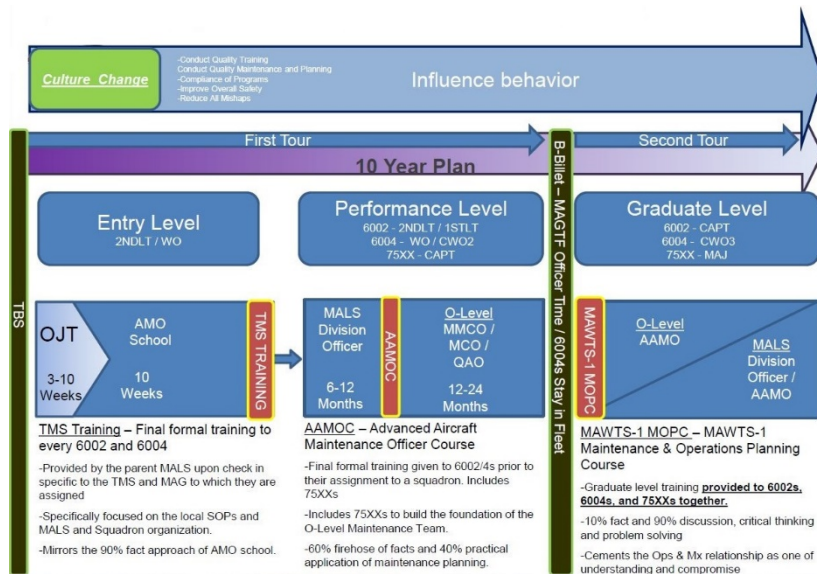 Culture Change
-Conduct Quality Training
Conduct Quality Maintenance and Planning
-Compliance of Programs
-Improve Overall Safety
-Reduce All Mishaps
Influence behavior
First Tour
Second Tour
10 Year Plan
TBS
B-Billet – MAGTF Officer Time / 6004s Stay in Fleet
Entry Level
2NDLT / WO
Performance Level
6002 - 2NDLT / 1STLT
6004 - WO / CWO2
75XX - CAPT
Graduate Level
6002 - CAPT
6004 - CWO3
75XX - MAJ
OJT
3-10
Weeks
AMO
School
10
Weeks
TMS TRAINING
MALS
Division
Officer
6-12
Months
AAMOC
O-Level
MMCO /
MCO /
QAO
12-24
Months
MAWTS-1 MOPC
O-Level
AAMO
MALS
Division
Officer /
AAMO
TMS Training – Final formal training to
every 6002 and 6004
-Provided by the parent MALS upon check in
specific to the TMS and MAG to which they are
assigned
-Specifically focused on the local SOPs and
MALS and Squadron organization.
-Mirrors the 90% fact approach of AMO school.
AAMOC – Advanced Aircraft
Maintenance Officer Course
-Final formal training given to 6002/4s prior to
their assignment to a squadron. Includes
75XXs
-Includes 75XXs to build the foundation of the
O-Level Maintenance Team.
-60% firehose of facts and 40% practical
application of maintenance planning.
MAWTS-1 MOPC – MAWTS-1
Maintenance & Operations Planning
Course
-Graduate level training provided to 6002s,
6004s, and 75XXs together.
-10% fact and 90% discussion, critical thinking
and problem solving
-Cements the Ops & Mx relationship as one of
understanding and compromise